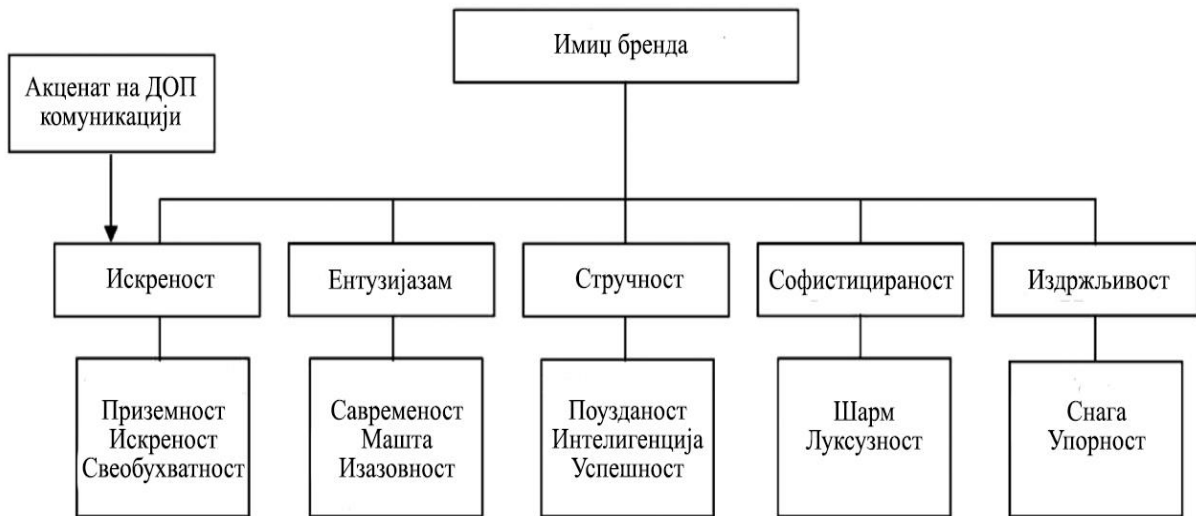 Имиџ бренда
Акценат на ДОП
комуникацији
Искреност
Ентузијазам
Стручност
Софистицираност
Издржљивост
Приземност
Искреност
Свеобухватност
Савременост
Машта
Изазовност
Поузданост
Интелигенција
Успешност
Шарм
Луксузност
Снага
Упорност